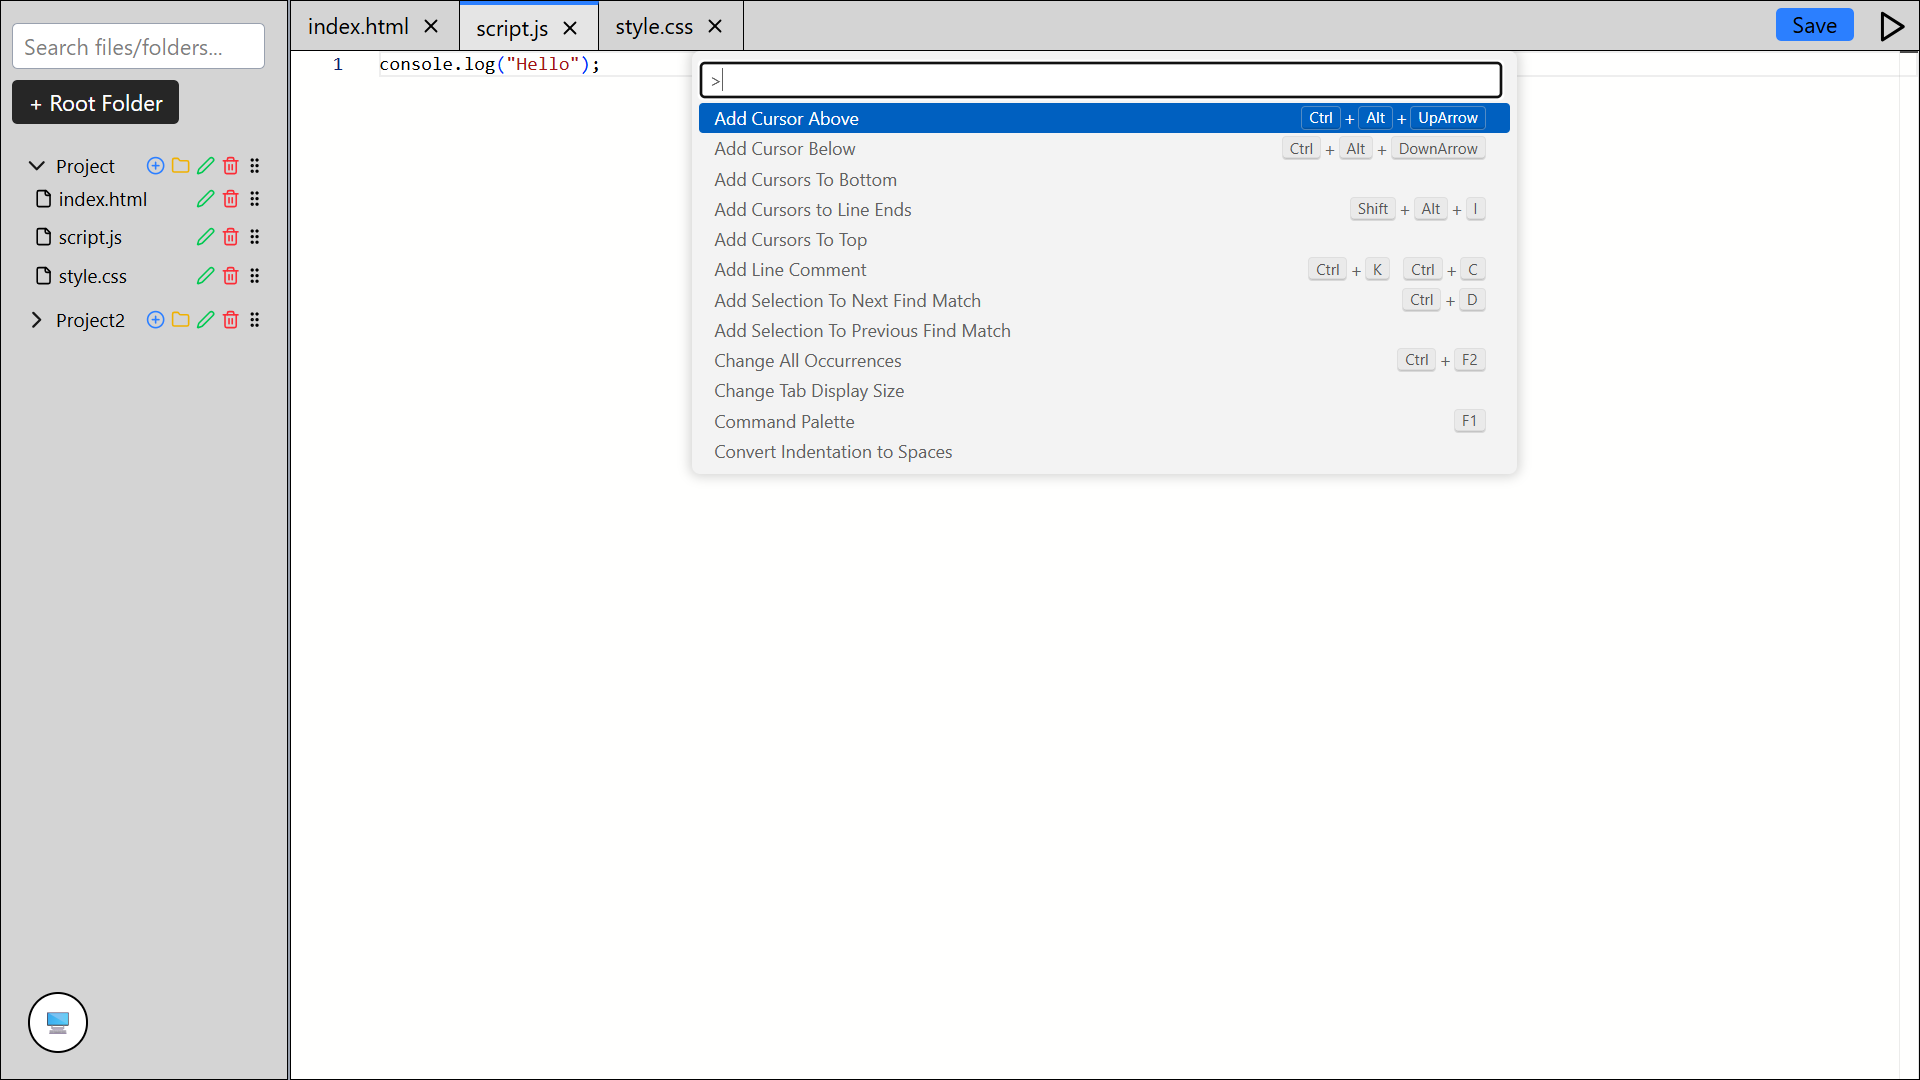 Search files/folders...
+ Root Folder
Project
index.html
script.js
style.css
Project2
index.html
script.js
style.css
Save
1 console.log("Hello");
>
Add Cursor Above Ctrl + Alt + UpArrow
Add Cursor Below Ctrl + Alt + DownArrow
Add Cursors To Bottom
Add Cursors to Line Ends Shift + Alt + I
Add Cursors To Top
Add Line Comment Ctrl + K Ctrl + C
Add Selection To Next Find Match Ctrl + D
Add Selection To Previous Find Match
Change All Occurrences Ctrl + F2
Change Tab Display Size
Command Palette F1
Convert Indentation to Spaces